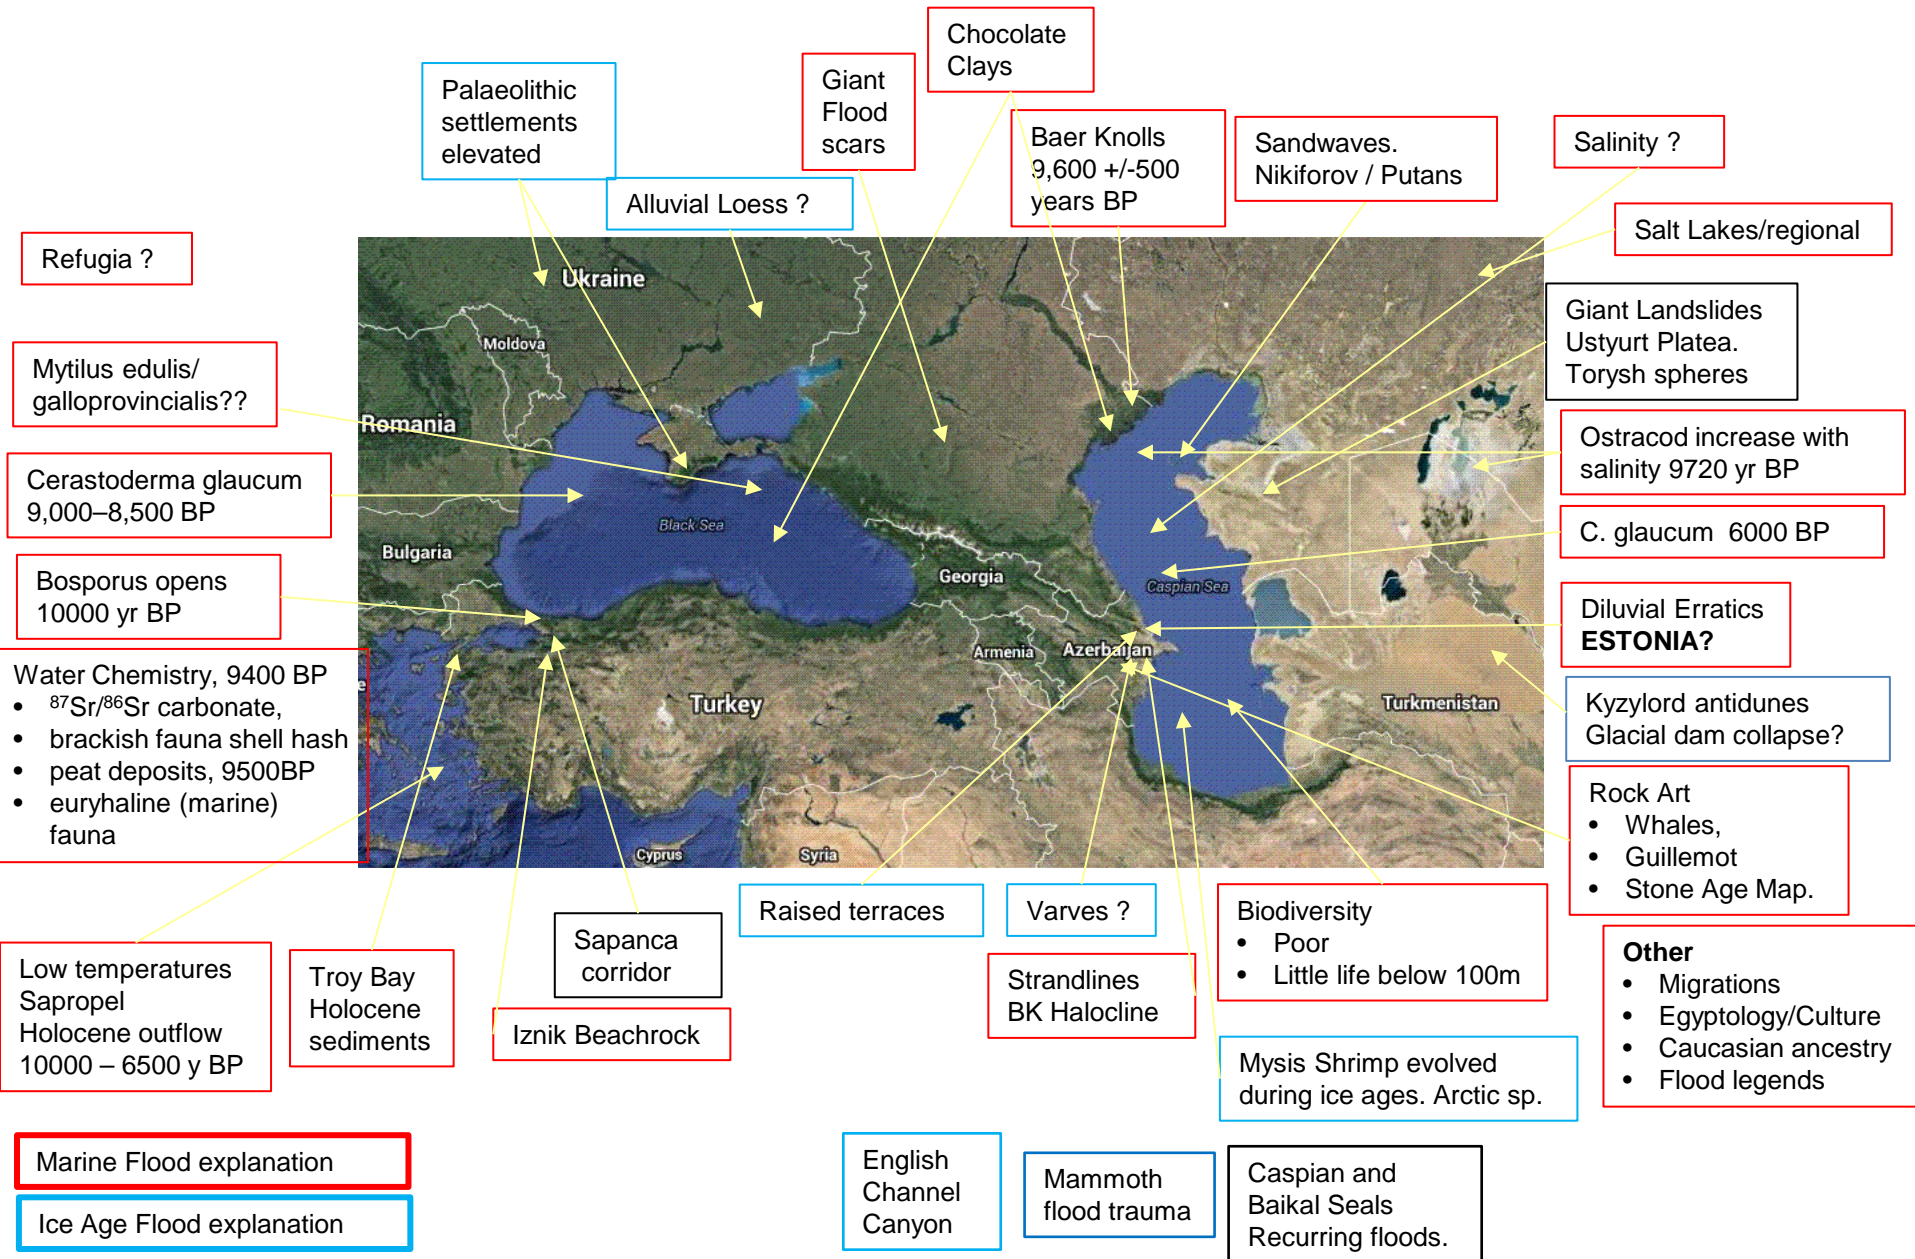 Chocolate
Clays
Palaeolithic
settlements
elevated
Giant
Flood
scars
Baer Knolls
9,600 +/-500
years BP
Sandwaves.
Nikiforov / Putans
Salinity ?
Alluvial Loess ?
Salt Lakes/regional
Refugia ?
Giant Landslides
Ustyurt Platea.
Torysh spheres
Mytilus edulis/
galloprovincialis??
Ostracod increase with
salinity 9720 yr BP
Cerastoderma glaucum
9,000–8,500 BP
C. glaucum  6000 BP
Bosporus opens
10000 yr BP
Diluvial Erratics
ESTONIA?
Water Chemistry, 9400 BP
• ⁸⁷Sr/⁸⁶Sr carbonate,
• brackish fauna shell hash
• peat deposits, 9500BP
• euryhaline (marine)
fauna
Kyzylord antidunes
Glacial dam collapse?
Rock Art
• Whales,
• Guillemot
• Stone Age Map.
Ukraine
Moldova
Romania
Black Sea
Bulgaria
Georgia
Caspian Sea
Armenia
Azerbaijan
Turkey
Turkmenistan
Cyprus
Syria
e
Raised terraces
Varves ?
Biodiversity
• Poor
• Little life below 100m
Sapanca
corridor
Low temperatures
Sapropel
Holocene outflow
10000 – 6500 y BP
Troy Bay
Holocene
sediments
Iznik Beachrock
Strandlines
BK Halocline
Other
• Migrations
• Egyptology/Culture
• Caucasian ancestry
• Flood legends
Mysis Shrimp evolved
during ice ages. Arctic sp.
Marine Flood explanation
Ice Age Flood explanation
English
Channel
Canyon
Mammoth
flood trauma
Caspian and
Baikal Seals
Recurring floods.